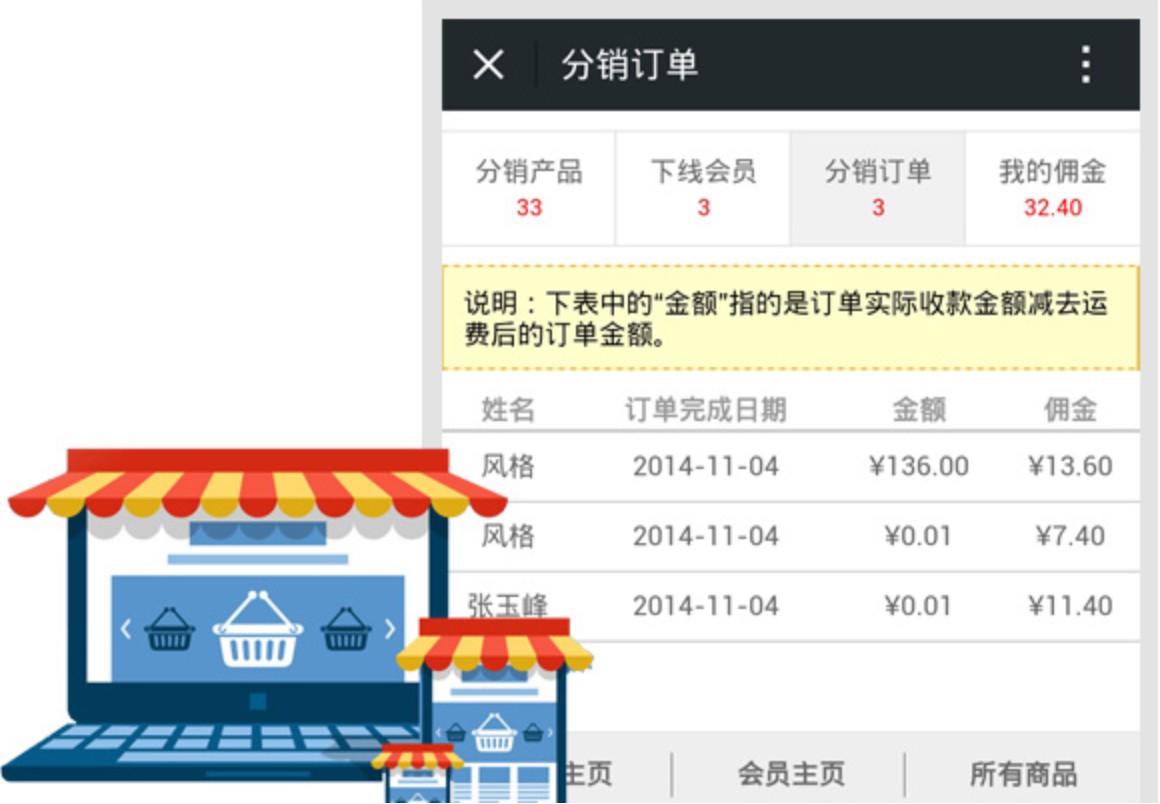 分销订单
分销产品 下线会员 分销订单 我的佣金
33 3 3 32.40
说明：下表中的“金额”指的是订单实际收款金额减去运
费后的订单金额。
姓名 订单完成日期 金额 佣金
风格 2014-11-04 ¥136.00 ¥13.60
风格 2014-11-04 ¥0.01 ¥7.40
张玉峰 2014-11-04 ¥0.01 ¥11.40
主页 会员主页 所有商品